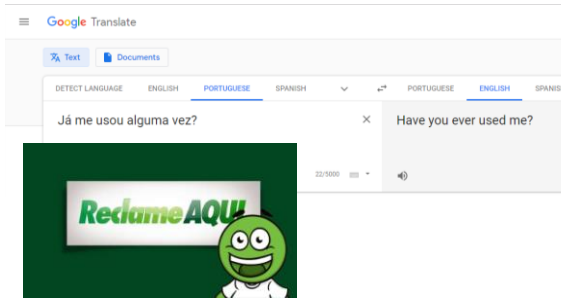 Google Translate
Text Documents
DETECT LANGUAGE ENGLISH PORTUGUESE SPANISH PORTUGUESE ENGLISH SPANIS
Já me usou alguma vez? Have you ever used me?
22/5000
ReclameAQUI